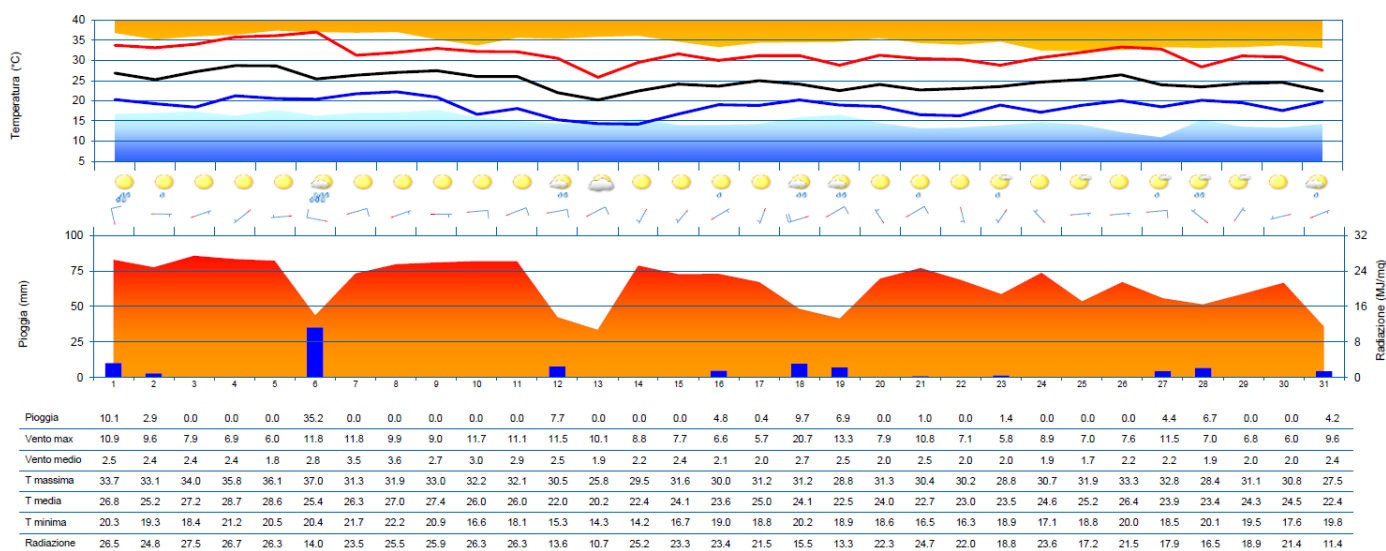 40
35
30
25
20
15
10
5
Temperatura (°C)
100
75
50
25
0
Pioggia (mm)
32
24
16
8
0
Radiazione (MJ/mq)
1 2 3 4 5 6 7 8 9 10 11 12 13 14 15 16 17 18 19 20 21 22 23 24 25 26 27 28 29 30 31
Pioggia 10.1 2.9 0.0 0.0 0.0 35.2 0.0 0.0 0.0 0.0 0.0 7.7 0.0 0.0 0.0 4.8 0.4 9.7 6.9 0.0 1.0 0.0 1.4 0.0 0.0 0.0 4.4 6.7 0.0 0.0 4.2
Vento max 10.9 9.6 7.9 6.9 6.0 11.8 11.8 9.9 9.0 11.7 11.1 11.5 10.1 8.8 7.7 6.6 5.7 20.7 13.3 7.9 10.8 7.1 5.8 8.9 7.0 7.6 11.5 7.0 6.8 6.0 9.6
Vento medio 2.5 2.4 2.4 2.4 1.8 2.8 3.5 3.6 2.7 3.0 2.9 2.5 1.9 2.2 2.4 2.1 2.0 2.7 2.5 2.0 2.5 2.0 2.0 1.9 1.7 2.2 2.2 1.9 2.0 2.0 2.4
T massima 33.7 33.1 34.0 35.8 36.1 37.0 31.3 31.9 33.0 32.2 32.1 30.5 25.8 29.5 31.6 30.0 31.2 31.2 28.8 31.3 30.4 30.2 28.8 30.7 31.9 33.3 32.8 28.4 31.1 30.8 27.5
T media 26.8 25.2 27.2 28.7 28.6 25.4 26.3 27.0 27.4 26.0 26.0 22.0 20.2 22.4 24.1 23.6 25.0 24.1 22.5 24.0 22.7 23.0 23.5 24.6 25.2 26.4 23.9 23.4 24.3 24.5 22.4
T minima 20.3 19.3 18.4 21.2 20.5 20.4 21.7 22.2 20.9 16.6 18.1 15.3 14.3 14.2 16.7 19.0 18.8 20.2 18.9 18.6 16.5 16.3 18.9 17.1 18.8 20.0 18.5 20.1 19.5 17.6 19.8
Radiazione 26.5 24.8 27.5 26.7 26.3 14.0 23.5 25.5 25.9 26.3 26.3 13.6 10.7 25.2 23.3 23.4 21.5 15.5 13.3 22.3 24.7 22.0 18.8 23.6 17.2 21.5 17.9 16.5 18.9 21.4 11.4